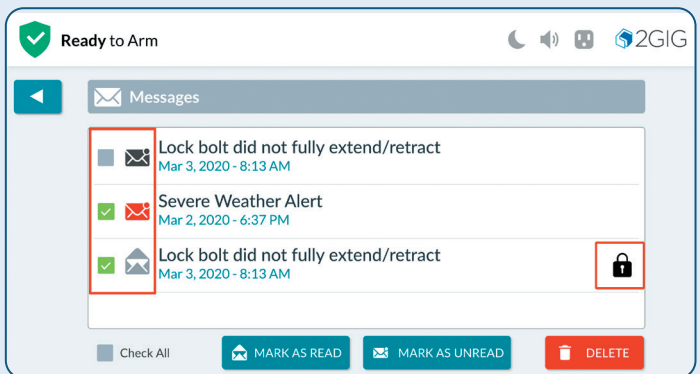 Ready to Arm
2GIG
Messages
Lock bolt did not fully extend/retract
Mar 3, 2020 - 8:13 AM
Severe Weather Alert
Mar 2, 2020 - 6:37 PM
Lock bolt did not fully extend/retract
Mar 3, 2020 - 8:13 AM
Check All
MARK AS READ
MARK AS UNREAD
DELETE